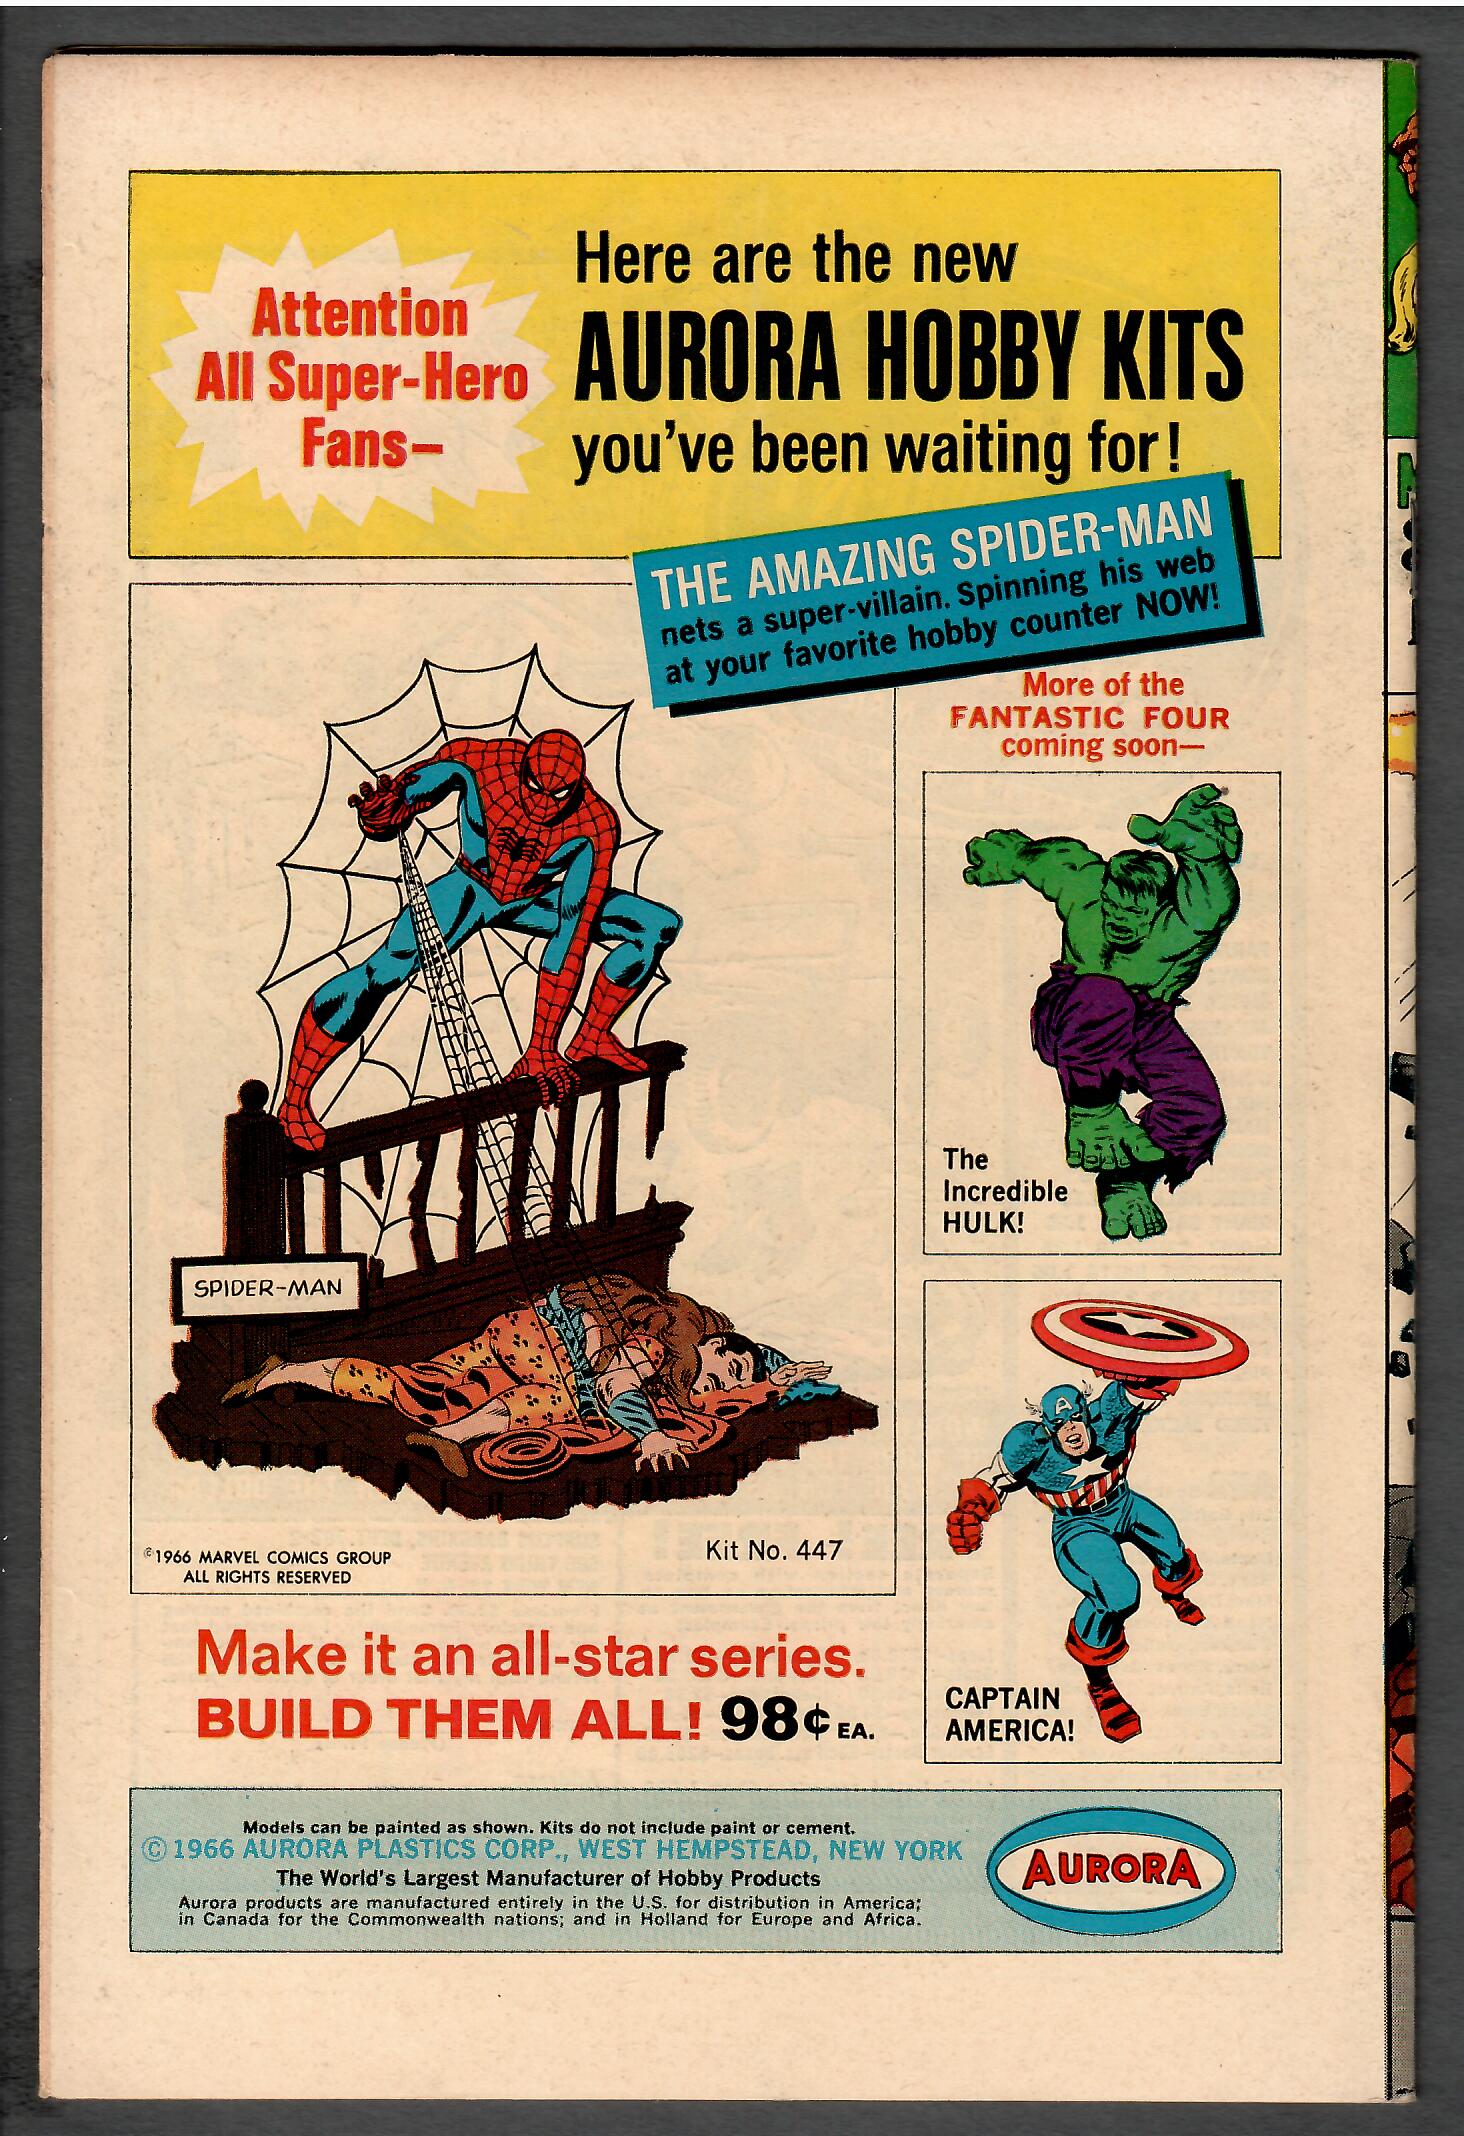 Attention
All Super-Hero
Fans—
Here are the new
AURORA HOBBY KITS
you've been waiting for!
THE AMAZING SPIDER-MAN
nets a super-villain. Spinning his web
at your favorite hobby counter NOW!
More of the
FANTASTIC FOUR
coming soon—
The
Incredible
HULK!
SPIDER-MAN
©1966 MARVEL COMICS GROUP
ALL RIGHTS RESERVED
Kit No. 447
A
CAPTAIN
AMERICA!
Make it an all-star series.
BUILD THEM ALL! 98¢ EA.
Models can be painted as shown. Kits do not include paint or cement.
© 1966 AURORA PLASTICS CORP., WEST HEMPSTEAD, NEW YORK
The World's Largest Manufacturer of Hobby Products
Aurora products are manufactured entirely in the U.S. for distribution in America;
in Canada for the Commonwealth nations; and in Holland for Europe and Africa.
AURORA